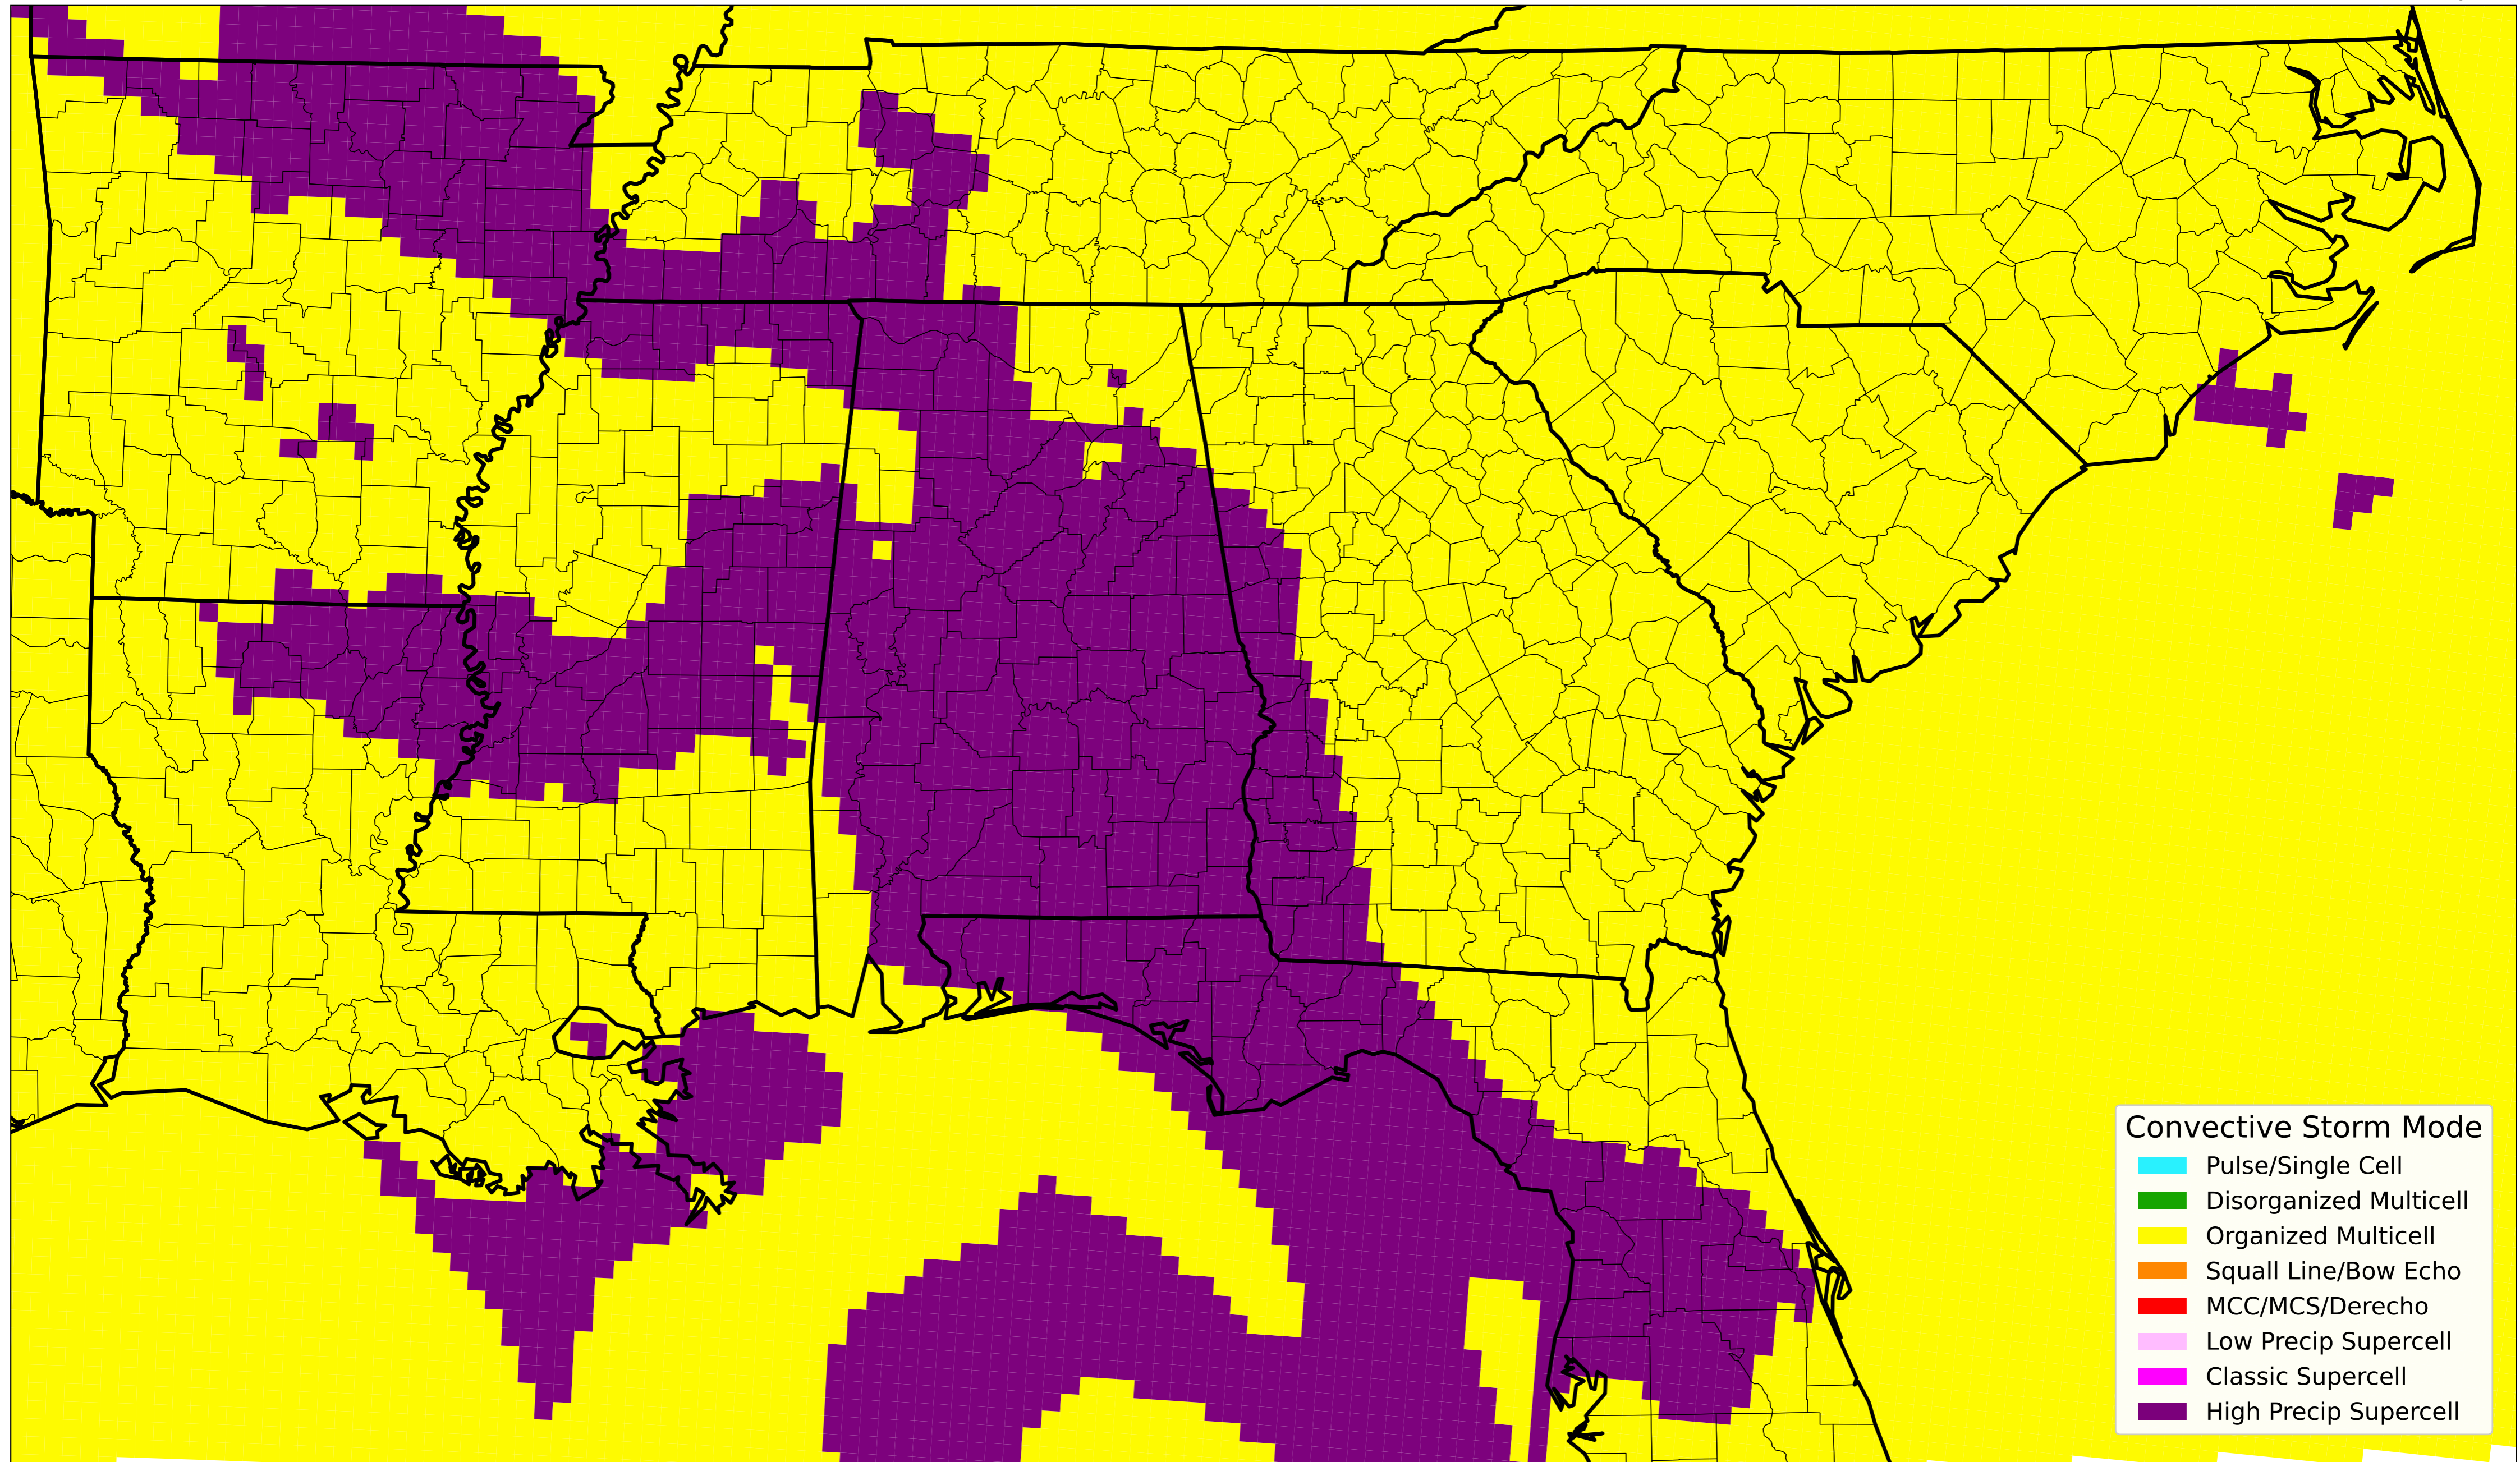 Convective Storm Mode
Pulse/Single Cell
Disorganized Multicell
Organized Multicell
Squall Line/Bow Echo
MCC/MCS/Derecho
Low Precip Supercell
Classic Supercell
High Precip Supercell